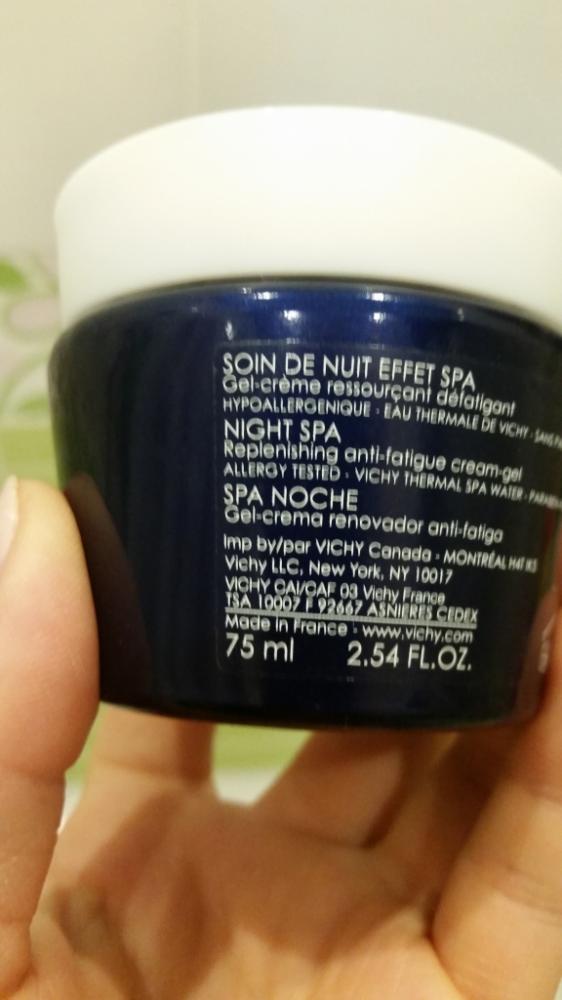 SOIN DE NUIT EFFET SPA
Gel-crème ressourçant défatigant
HYPOALLERGENIQUE · EAU THERMALE DE VICHY · SANS
NIGHT SPA
Replenishing anti-fatigue cream-gel
ALLERGY TESTED · VICHY THERMAL SPA WATER ·
SPA NOCHE
Gel-crema renovador anti-fatiga
Imp by/par VICHY Canada · MONTRÉAL
Vichy LLC, New York, NY 10017
VICHY CAI/CAF 03 Vichy France
TSA 10007 F 92667 ASNIERES CEDEX
Made in France · www.vichy.com
75 ml 2.54 FL.OZ.